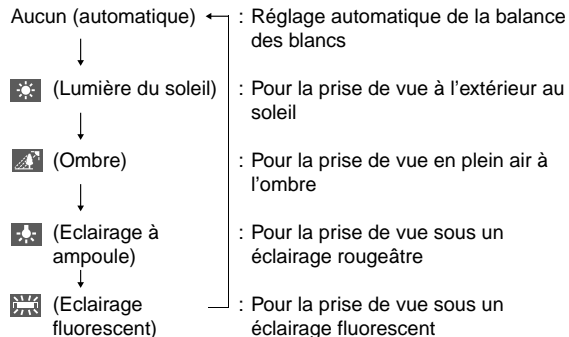 Aucun (automatique) : Réglage automatique de la balance
des blancs
(Lumière du soleil) : Pour la prise de vue à l'extérieur au
soleil
(Ombre) : Pour la prise de vue en plein air à
l'ombre
(Eclairage à : Pour la prise de vue sous un
ampoule) éclairage rougeâtre
(Eclairage : Pour la prise de vue sous un
fluorescent) éclairage fluorescent